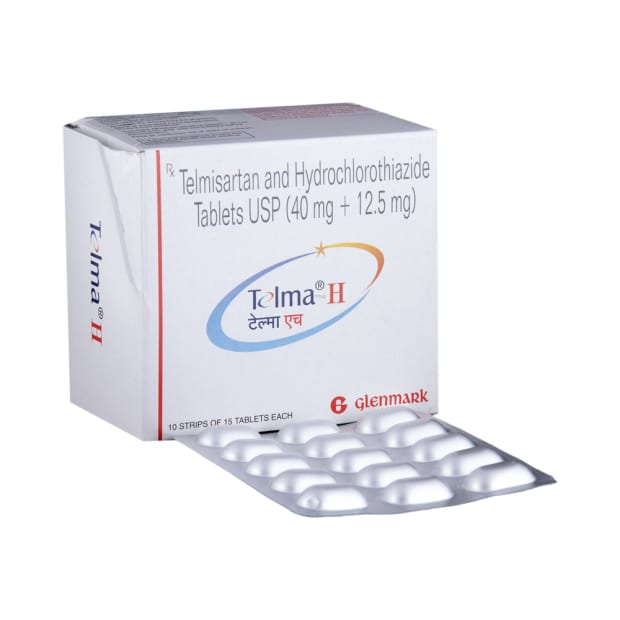 Rx Telmisartan and Hydrochlorothiazide
Tablets USP (40 mg + 12.5 mg)
Telma® H
टेल्मा एच
10 STRIPS OF 15 TABLETS EACH
G GLENMARK
Telma® H